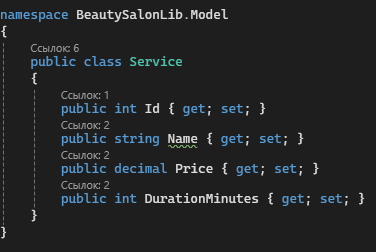 namespace BeautySalonLib.Model
{
Ссылок: 6
public class Service
{
Ссылок: 1
public int Id { get; set; }
Ссылок: 2
public string Name { get; set; }
Ссылок: 2
public decimal Price { get; set; }
Ссылок: 2
public int DurationMinutes { get; set; }
}
}